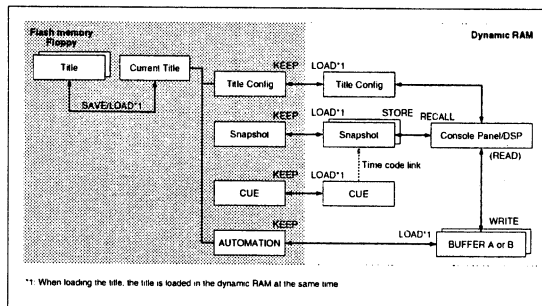 Flash memory
Floppy
Dynamic RAM
Title
Current Title
SAVE/LOAD*1
KEEP
LOAD*1
Title Config
Title Config
KEEP
LOAD*1
STORE
RECALL
Snapshot
Snapshot
Console Panel/DSP
Time code link
(READ)
KEEP
LOAD*1
CUE
CUE
KEEP
WRITE
AUTOMATION
LOAD*1
BUFFER A or B
*1: When loading the title, the title is loaded in the dynamic RAM at the same time